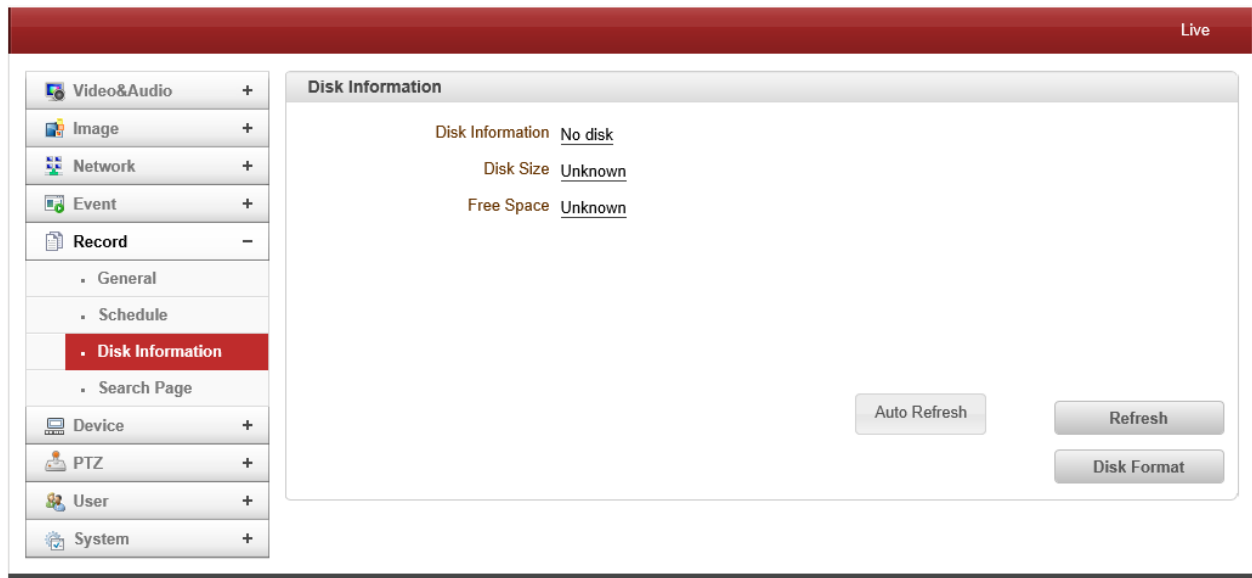 Live
Video&Audio +
Image +
Network +
Event +
Record −
General
Schedule
Disk Information
Search Page
Device +
PTZ +
User +
System +
Disk Information
Disk Information No disk
Disk Size Unknown
Free Space Unknown
Auto Refresh
Refresh
Disk Format